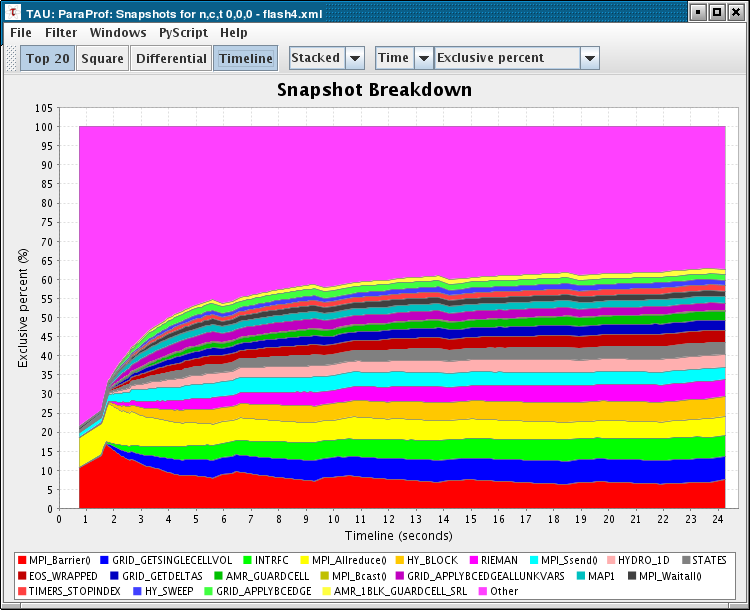 τ TAU: ParaProf: Snapshots for n,c,t 0,0,0 - flash4.xml
File Filter Windows PyScript Help
Top 20 Square Differential Timeline Stacked Time Exclusive percent
Snapshot Breakdown
105
100
95
90
85
80
75
70
65
60
55
50
45
40
35
30
25
20
15
10
5
0
Exclusive percent (%)
0 1 2 3 4 5 6 7 8 9 10 11 12 13 14 15 16 17 18 19 20 21 22 23 24
Timeline (seconds)
MPI_Barrier() GRID_GETSINGLECELLVOL INTRFC MPI_Allreduce() HY_BLOCK RIEMAN MPI_Ssend() HYDRO_1D STATES
EOS_WRAPPED GRID_GETDELTAS AMR_GUARDCELL MPI_Bcast() GRID_APPLYBCEDGEALLUNKVARS MAP1 MPI_Waitall()
TIMERS_STOPINDEX HY_SWEEP GRID_APPLYBCEDGE AMR_1BLK_GUARDCELL_SRL Other